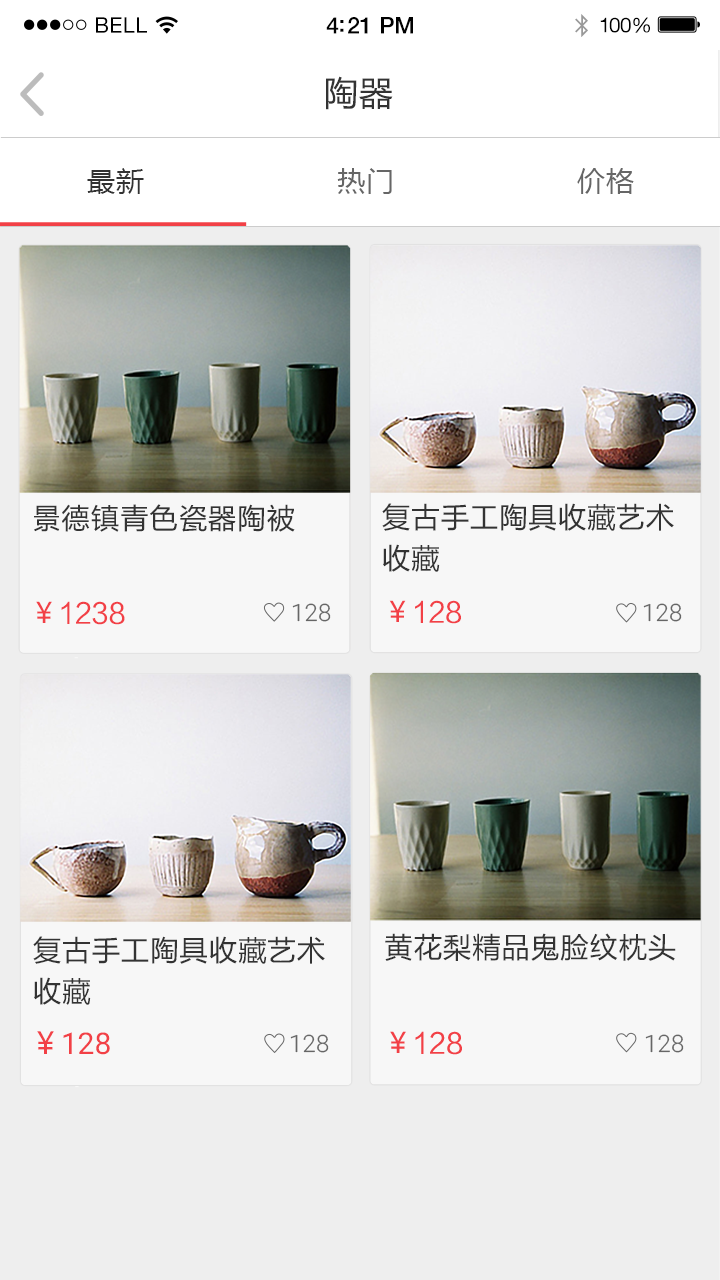 BELL 4:21 PM 100%
陶器
最新 热门 价格
景德镇青色瓷器陶被
¥ 1238 ♡ 128
复古手工陶具收藏艺术
收藏
¥ 128 ♡ 128
复古手工陶具收藏艺术
收藏
¥ 128 ♡ 128
黄花梨精品鬼脸纹枕头
¥ 128 ♡ 128